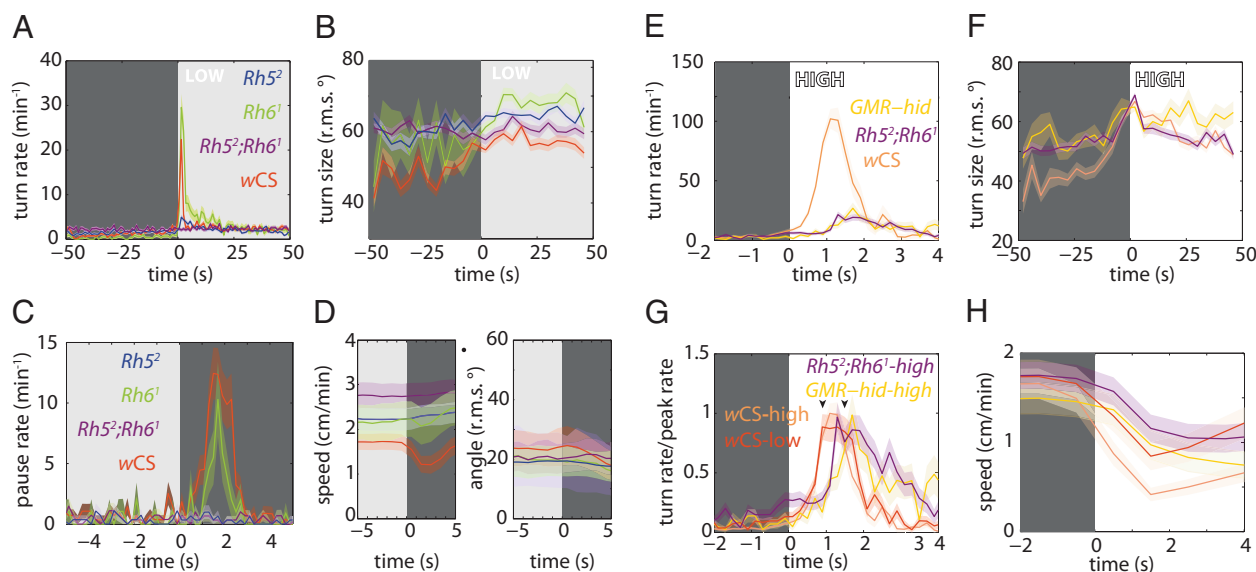 A
turn rate (min-1)
40
30
20
10
0
LOW
Rh5²
Rh6¹
Rh5²;Rh6¹
wCS
−50
−25
0
25
50
time (s)
B
turn size (r.m.s. °)
80
60
40
LOW
−50
−25
0
25
50
time (s)
E
turn rate (min-1)
150
100
50
0
HIGH
GMR−hid
Rh5²;Rh6¹
wCS
−2
−1
0
1
2
3
4
time (s)
F
turn size (r.m.s. °)
80
60
40
20
HIGH
−50
−25
0
25
50
time (s)
C
pause rate (min-1)
15
10
5
0
Rh5²
Rh6¹
Rh5²;Rh6¹
wCS
−4
−2
0
2
4
time (s)
D
speed (cm/min)
4
3
2
1
0
−5
0
5
time (s)
angle (r.m.s. °)
60
40
20
0
−5
0
5
time (s)
G
turn rate/peak rate
1.5
1
0.5
0
Rh5²;Rh6¹-high
GMR−hid-high
wCS-high
wCS-low
−2
−1
0
1
2
3
4
time (s)
H
speed (cm/min)
2
1
0
−2
0
2
4
time (s)